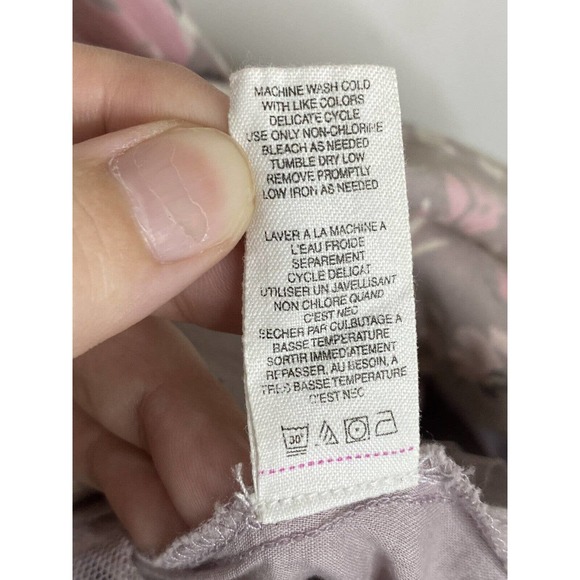 MACHINE WASH COLD
WITH LIKE COLORS
DELICATE CYCLE
USE ONLY NON-CHLORINE
BLEACH AS NEEDED
TUMBLE DRY LOW
REMOVE PROMPTLY
LOW IRON AS NEEDED
LAVER A LA MACHINE A
L'EAU FROIDE
SEPAREMENT
CYCLE DELICAT
UTILISER UN JAVELLISANT
NON CHLORE QUAND
C'EST NEC
SECHER PAR CULBUTAGE A
BASSE TEMPERATURE
SORTIR IMMEDIATEMENT
REPASSER, AU BESOIN, A
TRES BASSE TEMPERATURE
C'EST NEC
30°